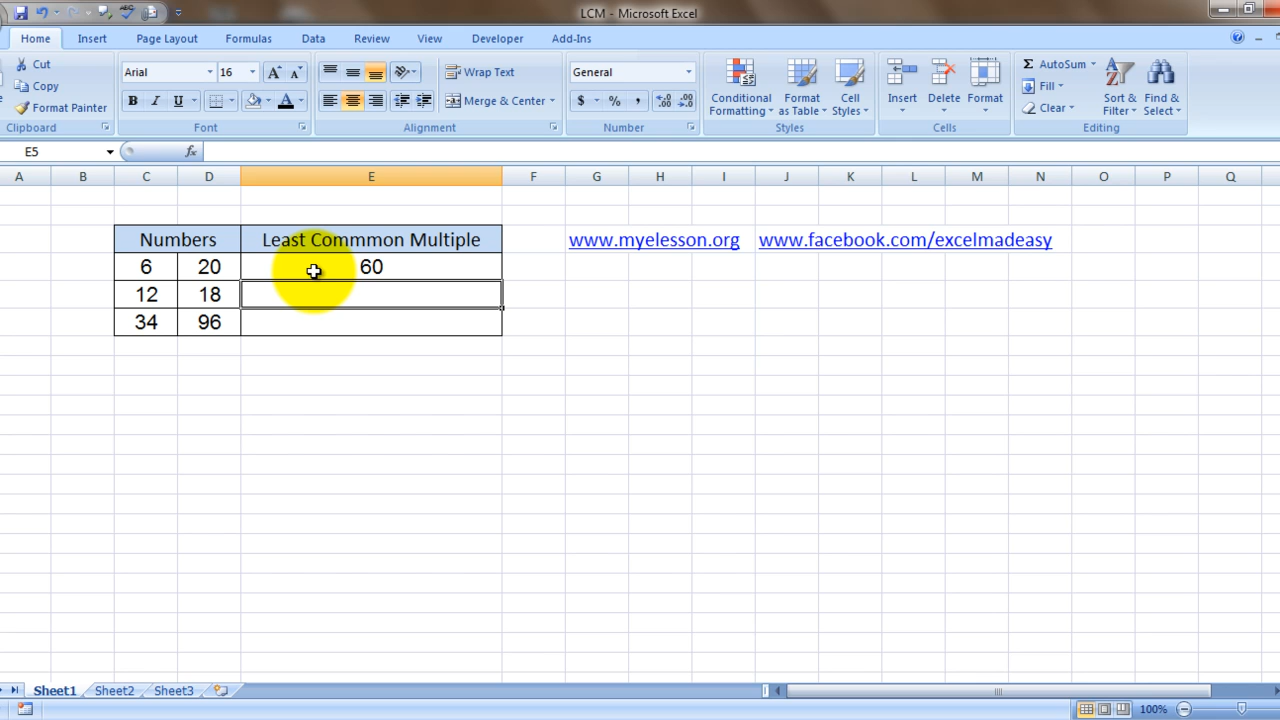 LCM - Microsoft Excel
Home Insert Page Layout Formulas Data Review View Developer Add-Ins
Cut Arial 16 Wrap Text General AutoSum
Copy Conditional Formatting Format as Table Cell Styles Insert Delete Format Fill Sort & Filter Find & Select
Format Painter B I U Merge & Center $ % , Clear
Clipboard Font Alignment Number Styles Cells Editing
E5 fx
A B C D E F G H I J K L M N O P Q
Numbers Least Commmon Multiple www.myelesson.org www.facebook.com/excelmadeasy
6 20 60
12 18
34 96
Sheet1 Sheet2 Sheet3
100%